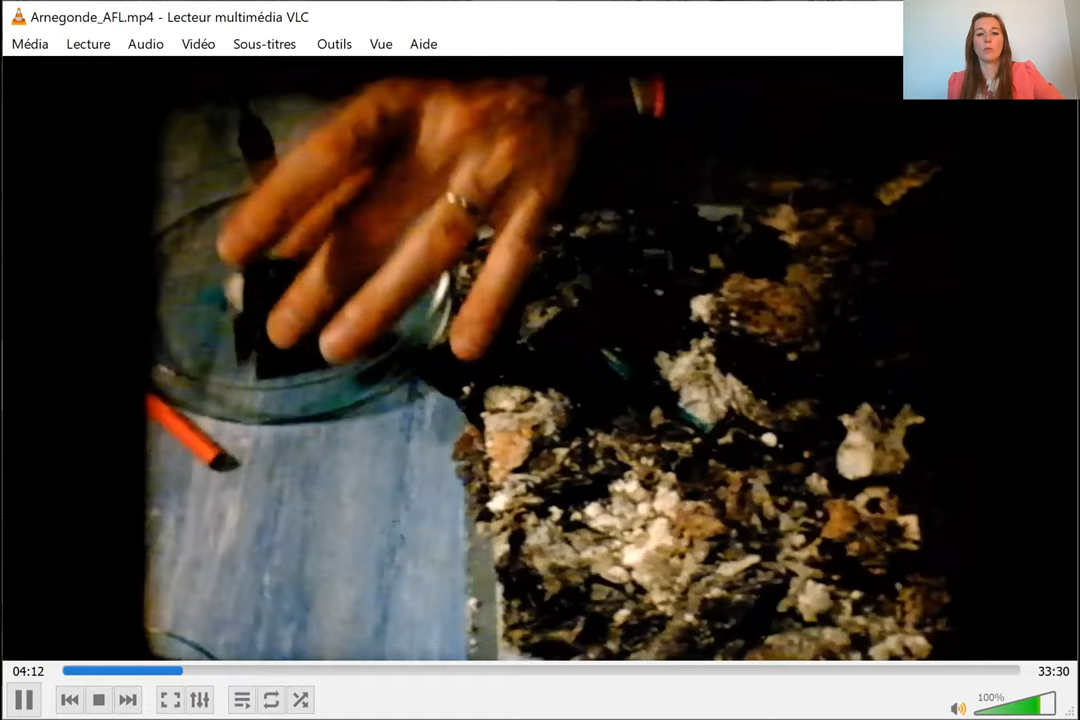 Arnegonde_AFL.mp4 - Lecteur multimédia VLC
Média Lecture Audio Vidéo Sous-titres Outils Vue Aide
04:12 33:30
100%